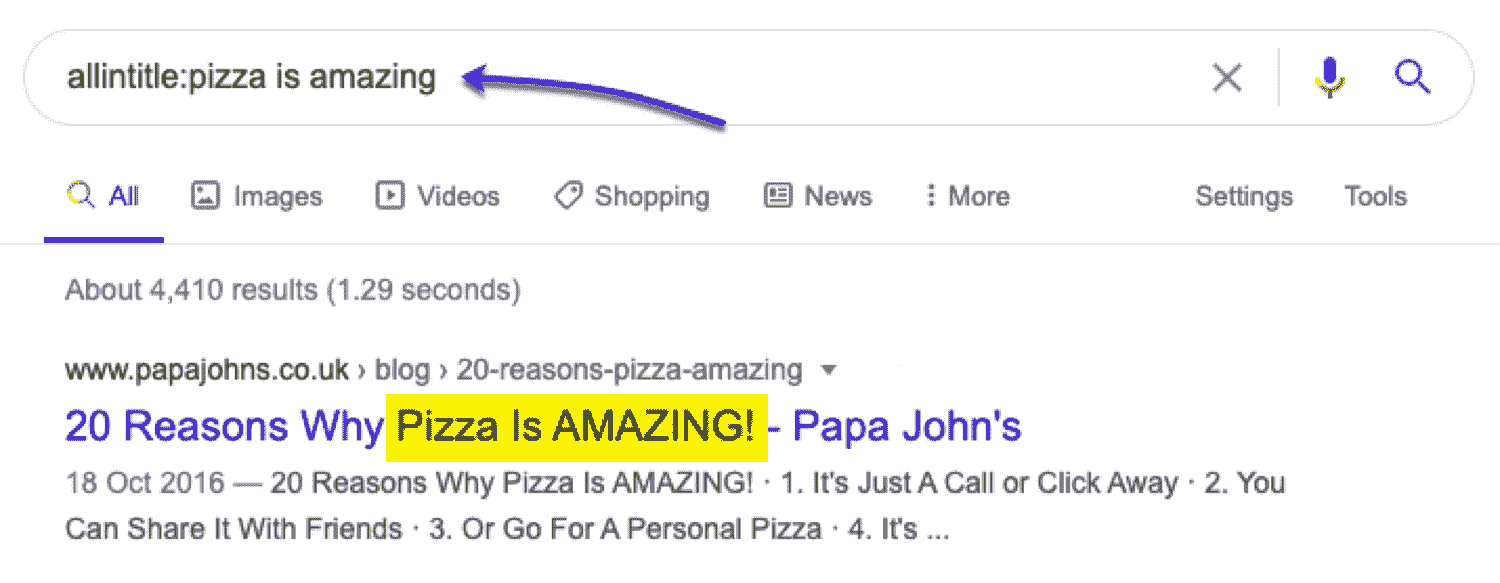 allintitle:pizza is amazing
All Images Videos Shopping News More Settings Tools
About 4,410 results (1.29 seconds)
www.papajohns.co.uk › blog › 20-reasons-pizza-amazing
20 Reasons Why Pizza Is AMAZING! - Papa John's
18 Oct 2016 — 20 Reasons Why Pizza Is AMAZING! · 1. It's Just A Call or Click Away · 2. You
Can Share It With Friends · 3. Or Go For A Personal Pizza · 4. It's ...